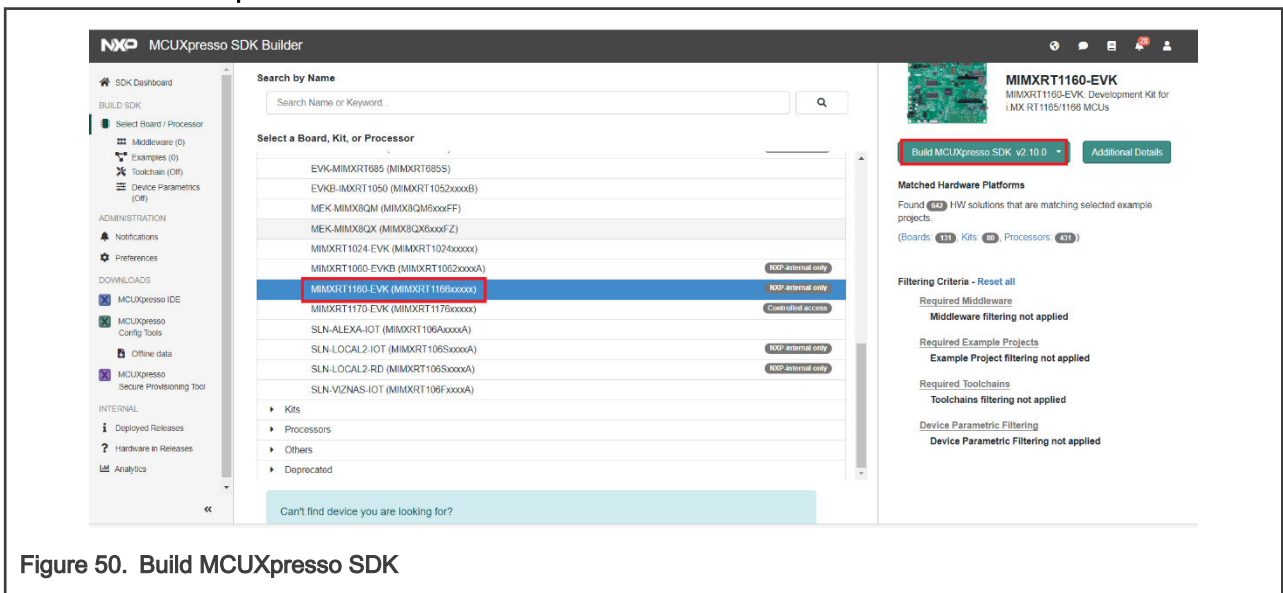 NXP MCUXpresso SDK Builder
28
SDK Dashboard
BUILD SDK
Select Board / Processor
Middleware (0)
Examples (0)
Toolchain (Off)
Device Parametrics
(Off)
ADMINISTRATION
Notifications
Preferences
DOWNLOADS
MCUXpresso IDE
MCUXpresso
Config Tools
Offline data
MCUXpresso
Secure Provisioning Tool
INTERNAL
Deployed Releases
Hardware in Releases
Analytics
«
Search by Name
Search Name or Keyword...
Select a Board, Kit, or Processor
EVK-MIMXRT685 (MIMXRT685S)
EVKB-IMXRT1050 (MIMXRT1052xxxxB)
MEK-MIMX8QM (MIMX8QM6xxxFF)
MEK-MIMX8QX (MIMX8QX6xxxFZ)
MIMXRT1024-EVK (MIMXRT1024xxxxx)
MIMXRT1060-EVKB (MIMXRT1062xxxxA) NXP-internal only
MIMXRT1160-EVK (MIMXRT1166xxxxx) NXP-internal only
MIMXRT1170-EVK (MIMXRT1176xxxxx) Controlled access
SLN-ALEXA-IOT (MIMXRT106AxxxxA)
SLN-LOCAL2-IOT (MIMXRT106SxxxxA) NXP-internal only
SLN-LOCAL2-RD (MIMXRT106SxxxxA) NXP-internal only
SLN-VIZNAS-IOT (MIMXRT106FxxxxA)
Kits
Processors
Others
Deprecated
Can't find device you are looking for?
MIMXRT1160-EVK
MIMXRT1160-EVK: Development Kit for
i.MX RT1165/1166 MCUs
Build MCUXpresso SDK v2.10.0
Additional Details
Matched Hardware Platforms
Found 642 HW solutions that are matching selected example
projects.
(Boards: 131, Kits: 80, Processors: 431)
Filtering Criteria - Reset all
Required Middleware
Middleware filtering not applied
Required Example Projects
Example Project filtering not applied
Required Toolchains
Toolchains filtering not applied
Device Parametric Filtering
Device Parametric Filtering not applied
Figure 50. Build MCUXpresso SDK